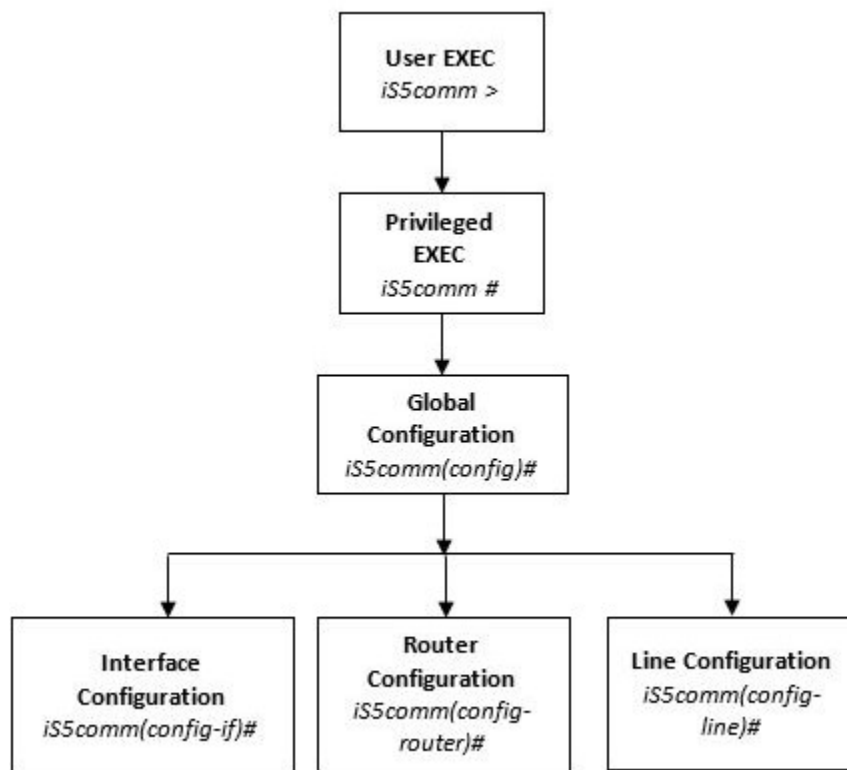 User EXEC
iS5comm >
Privileged
EXEC
iS5comm #
Global
Configuration
iS5comm(config)#
Interface
Configuration
iS5comm(config-if)#
Router
Configuration
iS5comm(config-
router)#
Line Configuration
iS5comm(config-
line)#